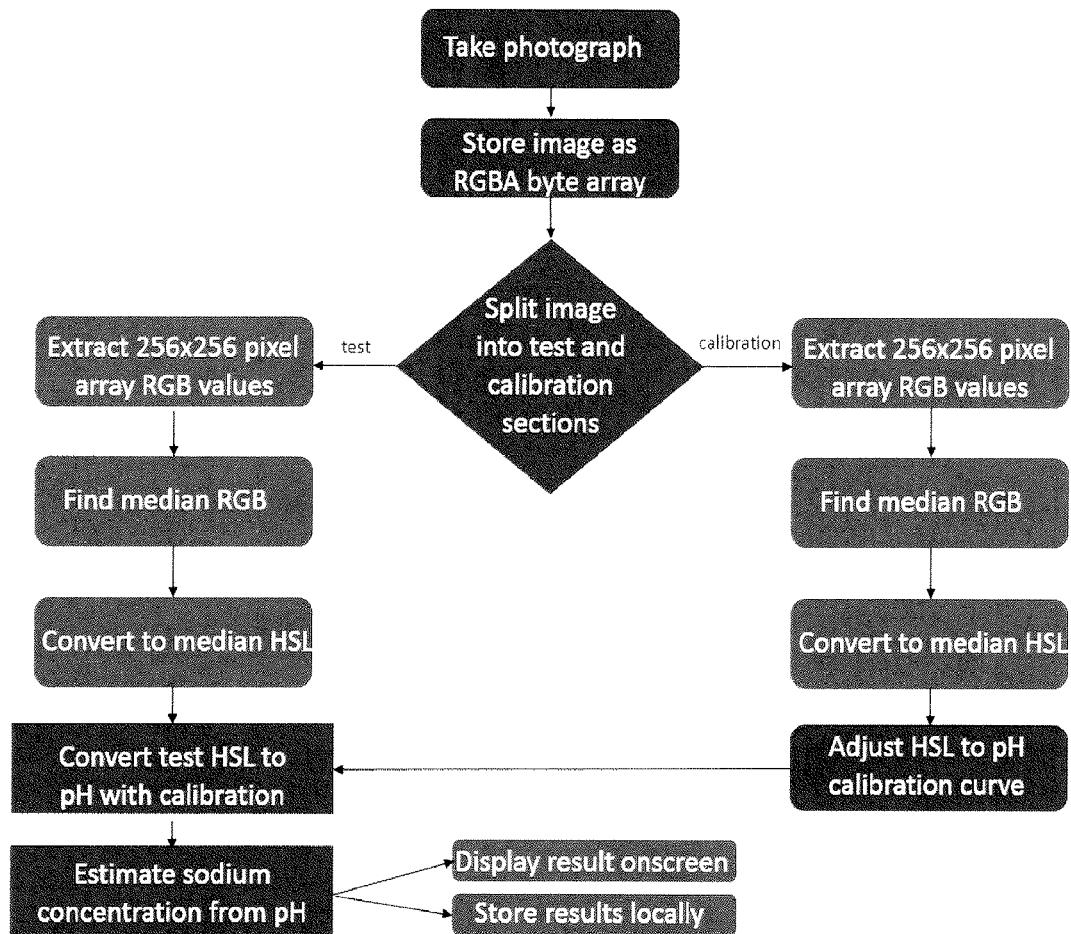 Take photograph
Store image as
RGBA byte array
Split image
into test and
calibration
sections
test
calibration
Extract 256x256 pixel
array RGB values
Find median RGB
Convert to median HSL
Convert test HSL to
pH with calibration
Estimate sodium
concentration from pH
Extract 256x256 pixel
array RGB values
Find median RGB
Convert to median HSL
Adjust HSL to pH
calibration curve
Display result onscreen
Store results locally